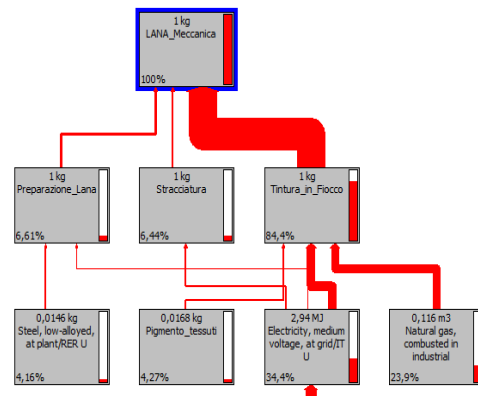 1 kg
LANA_Meccanica
100%
1 kg
Preparazione_Lana
6,61%
1 kg
Stracciatura
6,44%
1 kg
Tintura_in_Fiocco
84,4%
0,0146 kg
Steel, low-alloyed,
at plant/RER U
4,16%
0,0168 kg
Pigmento_tessuti
4,27%
2,94 MJ
Electricity, medium
voltage, at grid/IT
U
34,4%
0,116 m3
Natural gas,
combusted in
industrial
23,9%